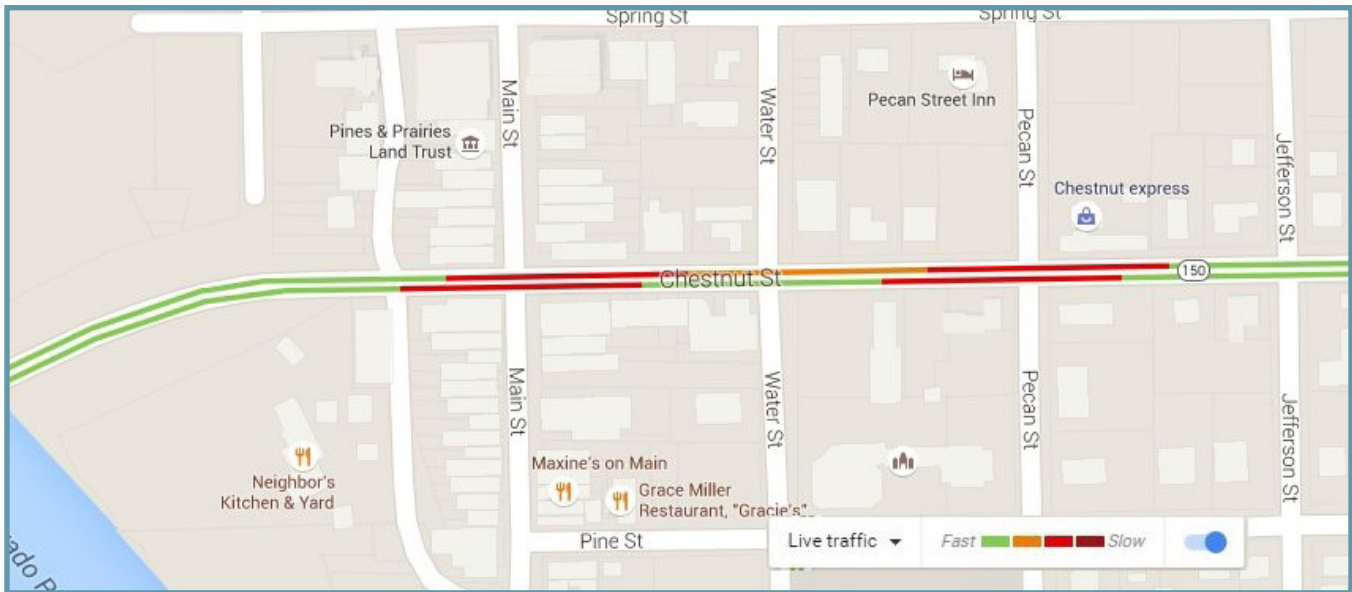 Spring St
Spring St
Pecan Street Inn
Main St
Water St
Pecan St
Jefferson St
Pines & Prairies
Land Trust
Chestnut express
Chestnut St
150
Main St
Water St
Pecan St
Jefferson St
Neighbor's
Kitchen & Yard
Maxine's on Main
Grace Miller
Restaurant, "Gracie's"
Pine St
Live traffic
Fast
Slow